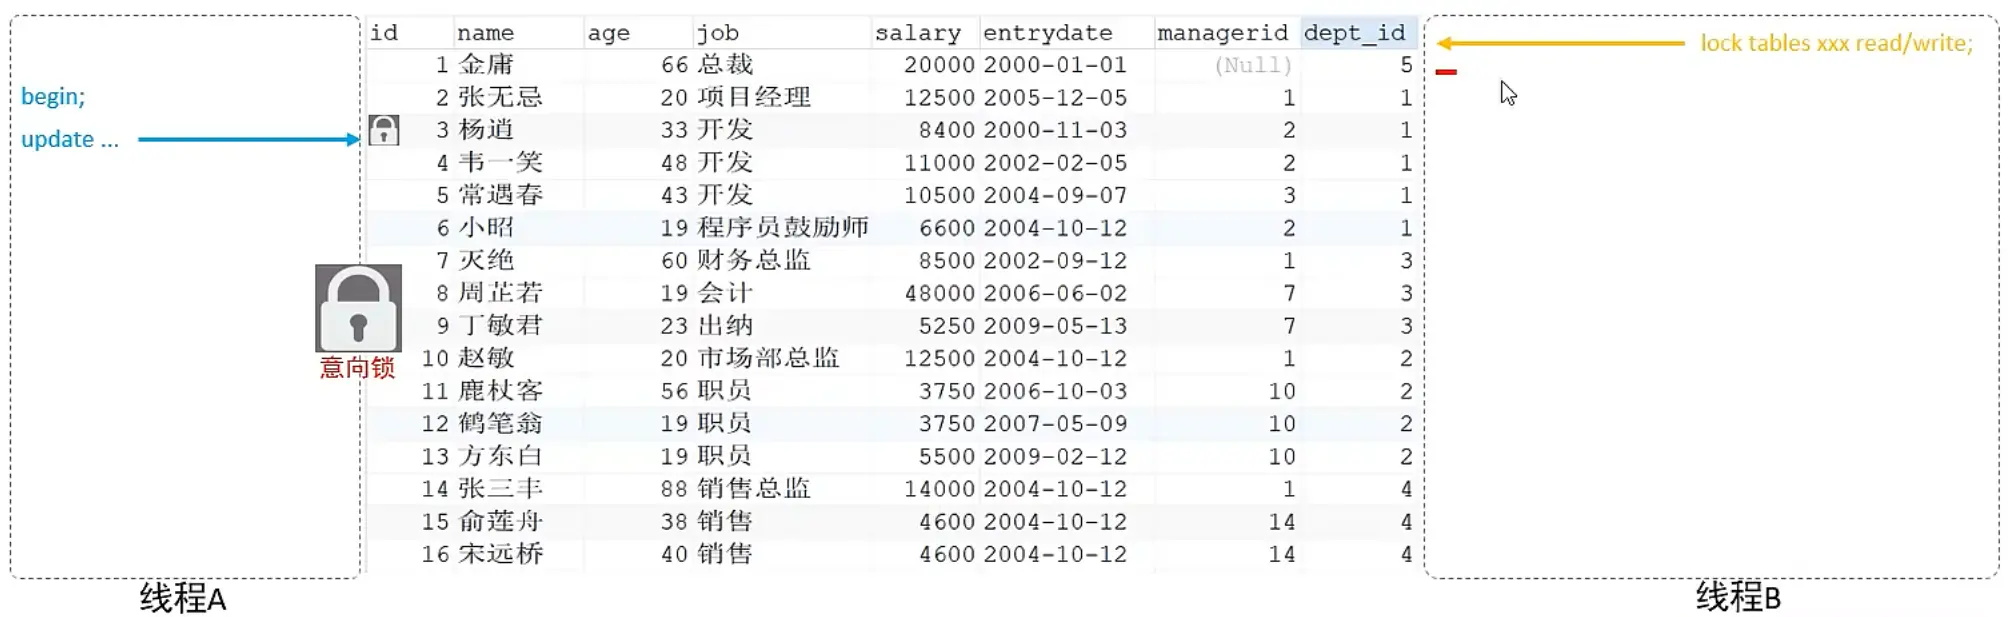 id name age job salary entrydate managerid dept_id
lock tables xxx read/write;
1 金庸 66 总裁 20000 2000-01-01 (Null) 5
begin;
2 张无忌 20 项目经理 12500 2005-12-05 1 1
update ...
3 杨逍 33 开发 8400 2000-11-03 2 1
4 韦一笑 48 开发 11000 2002-02-05 2 1
5 常遇春 43 开发 10500 2004-09-07 3 1
6 小昭 19 程序员鼓励师 6600 2004-10-12 2 1
7 灭绝 60 财务总监 8500 2002-09-12 1 3
8 周芷若 19 会计 48000 2006-06-02 7 3
9 丁敏君 23 出纳 5250 2009-05-13 7 3
意向锁
10 赵敏 20 市场部总监 12500 2004-10-12 1 2
11 鹿杖客 56 职员 3750 2006-10-03 10 2
12 鹤笔翁 19 职员 3750 2007-05-09 10 2
13 方东白 19 职员 5500 2009-02-12 10 2
14 张三丰 88 销售总监 14000 2004-10-12 1 4
15 俞莲舟 38 销售 4600 2004-10-12 14 4
16 宋远桥 40 销售 4600 2004-10-12 14 4
线程A
线程B